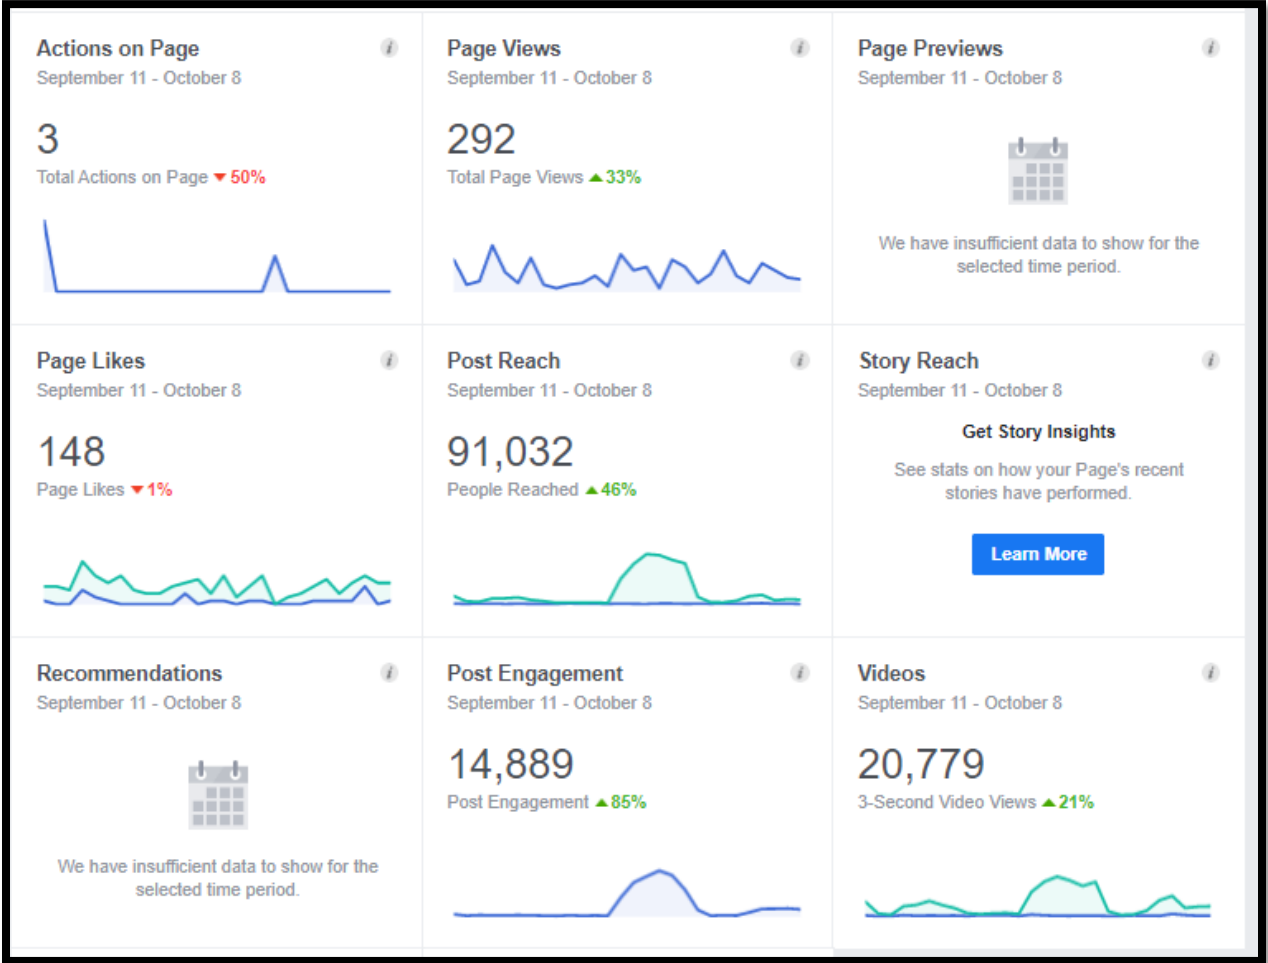 Actions on Page
September 11 - October 8
3
Total Actions on Page ▼ 50%
Page Views
September 11 - October 8
292
Total Page Views ▲ 33%
Page Previews
September 11 - October 8
We have insufficient data to show for the
selected time period.
Page Likes
September 11 - October 8
148
Page Likes ▼ 1%
Post Reach
September 11 - October 8
91,032
People Reached ▲ 46%
Story Reach
September 11 - October 8
Get Story Insights
See stats on how your Page's recent
stories have performed.
Learn More
Recommendations
September 11 - October 8
We have insufficient data to show for the
selected time period.
Post Engagement
September 11 - October 8
14,889
Post Engagement ▲ 85%
Videos
September 11 - October 8
20,779
3-Second Video Views ▲ 21%